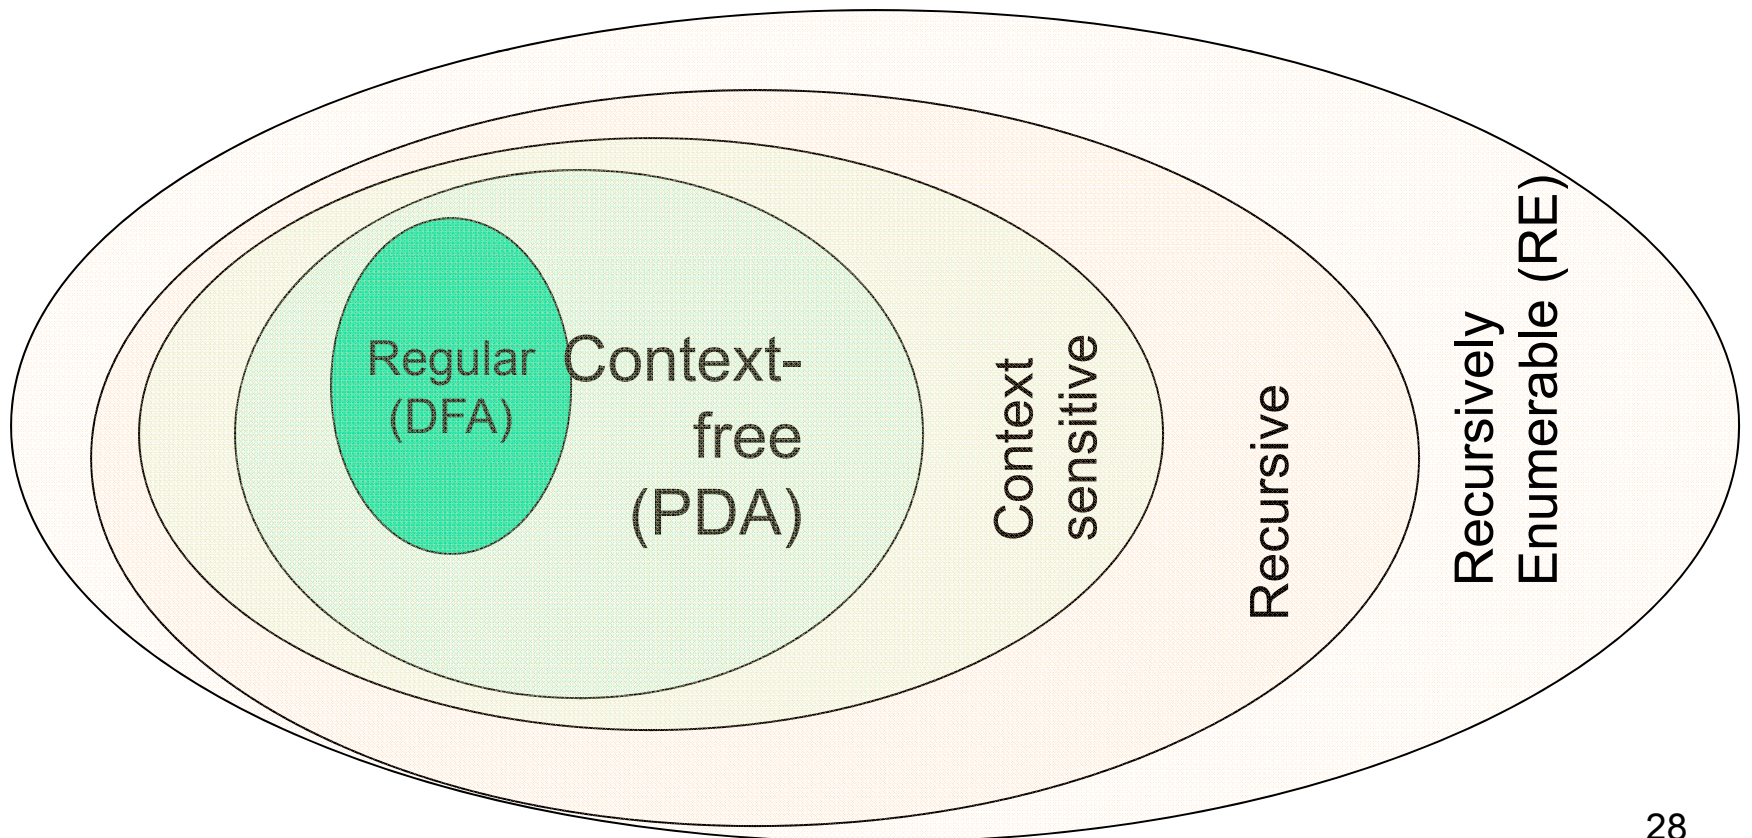 Regular
(DFA)
Context-
free
(PDA)
Context
sensitive
Recursive
Recursively
Enumerable (RE)
28